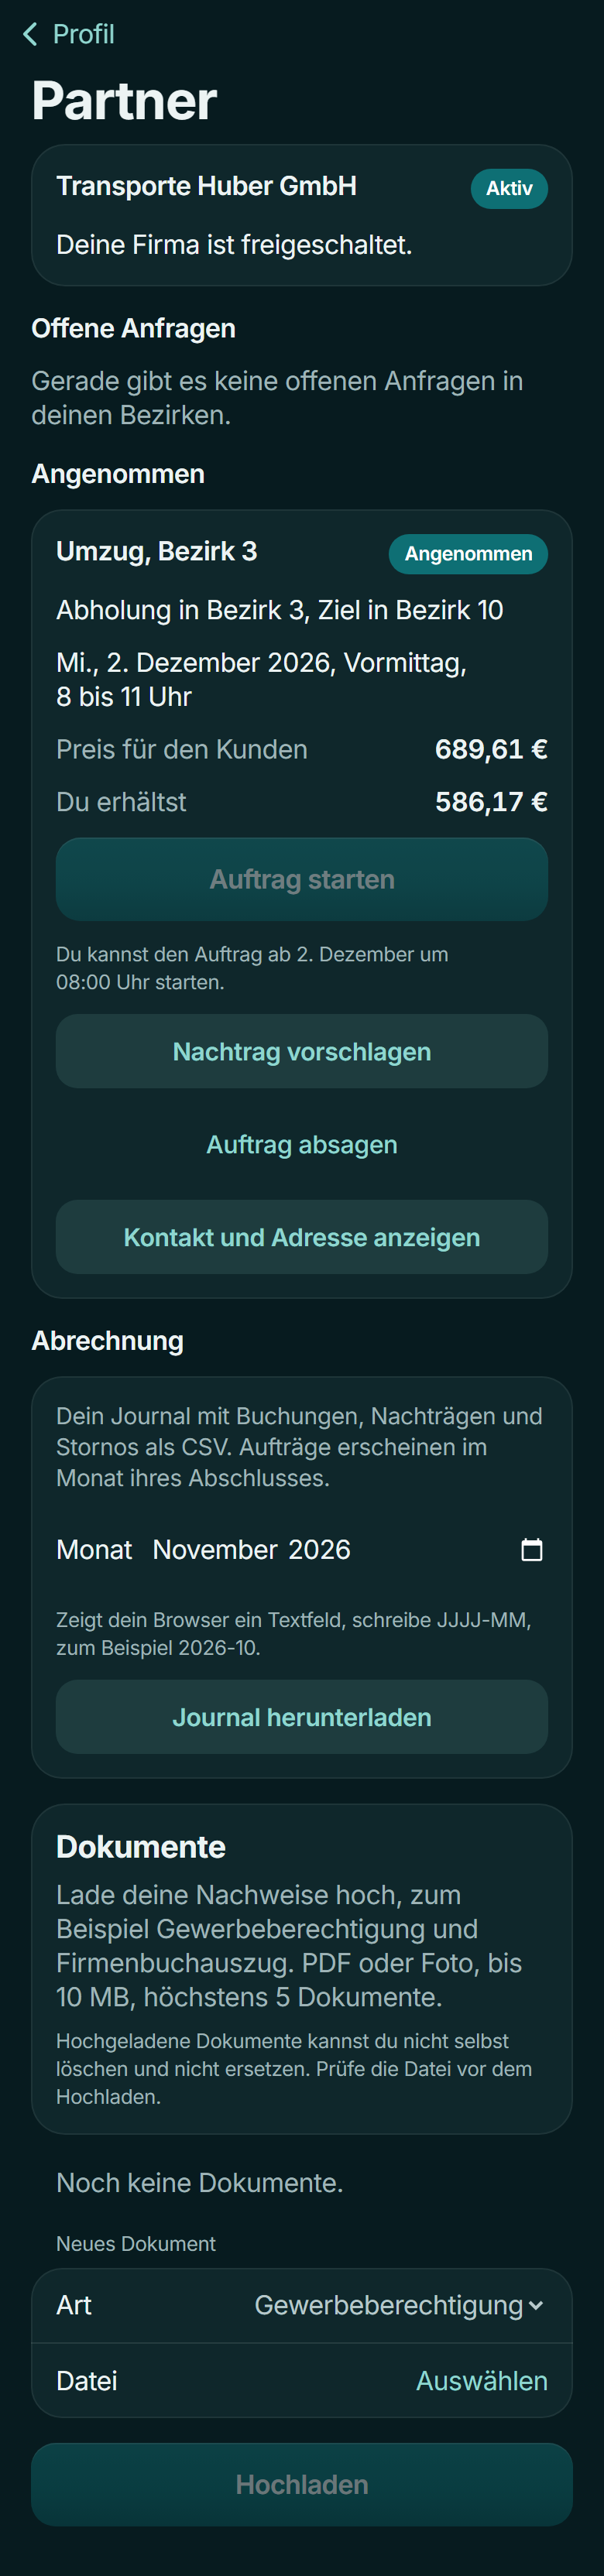 Profil
Partner
Transporte Huber GmbH
Aktiv
Deine Firma ist freigeschaltet.
Offene Anfragen
Gerade gibt es keine offenen Anfragen in
deinen Bezirken.
Angenommen
Umzug, Bezirk 3
Angenommen
Abholung in Bezirk 3, Ziel in Bezirk 10
Mi., 2. Dezember 2026, Vormittag,
8 bis 11 Uhr
Preis für den Kunden
689,61 €
Du erhältst
586,17 €
Auftrag starten
Du kannst den Auftrag ab 2. Dezember um
08:00 Uhr starten.
Nachtrag vorschlagen
Auftrag absagen
Kontakt und Adresse anzeigen
Abrechnung
Dein Journal mit Buchungen, Nachträgen und
Stornos als CSV. Aufträge erscheinen im
Monat ihres Abschlusses.
Monat
November 2026
Zeigt dein Browser ein Textfeld, schreibe JJJJ-MM,
zum Beispiel 2026-10.
Journal herunterladen
Dokumente
Lade deine Nachweise hoch, zum
Beispiel Gewerbeberechtigung und
Firmenbuchauszug. PDF oder Foto, bis
10 MB, höchstens 5 Dokumente.
Hochgeladene Dokumente kannst du nicht selbst
löschen und nicht ersetzen. Prüfe die Datei vor dem
Hochladen.
Noch keine Dokumente.
Neues Dokument
Art
Gewerbeberechtigung
Datei
Auswählen
Hochladen